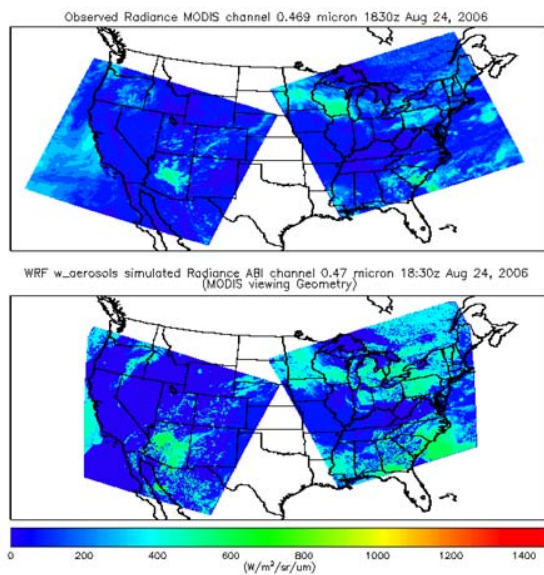 Observed Radiance MODIS channel 0.469 micron 1830z Aug 24, 2006
WRF w_aerosols simulated Radiance ABI channel 0.47 micron 18:30z Aug 24, 2006
(MODIS viewing Geometry)
0 200 400 600 800 1000 1200 1400
(W/m²/sr/um)